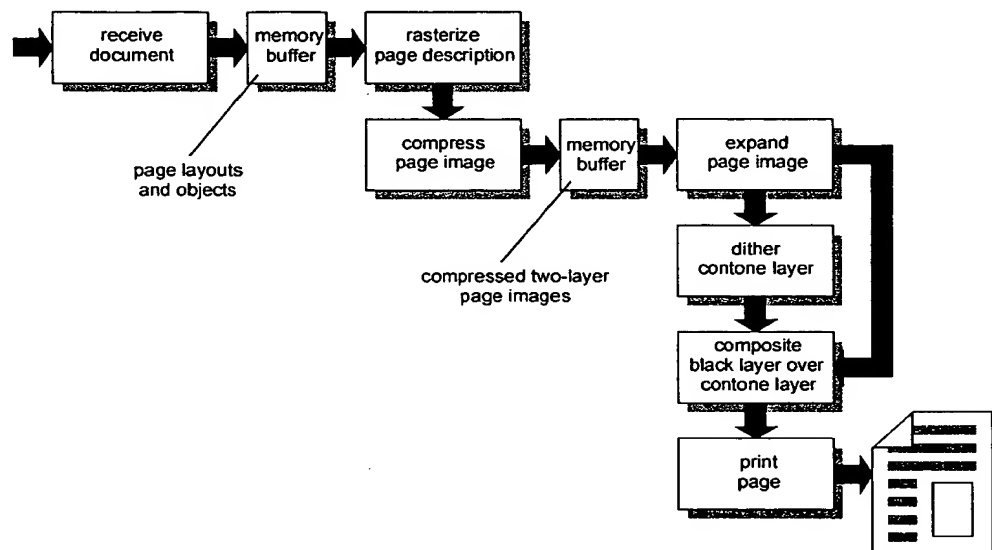 receive
document
memory
buffer
rasterize
page description
compress
page image
memory
buffer
expand
page image
page layouts
and objects
dither
contone layer
compressed two-layer
page images
composite
black layer over
contone layer
print
page